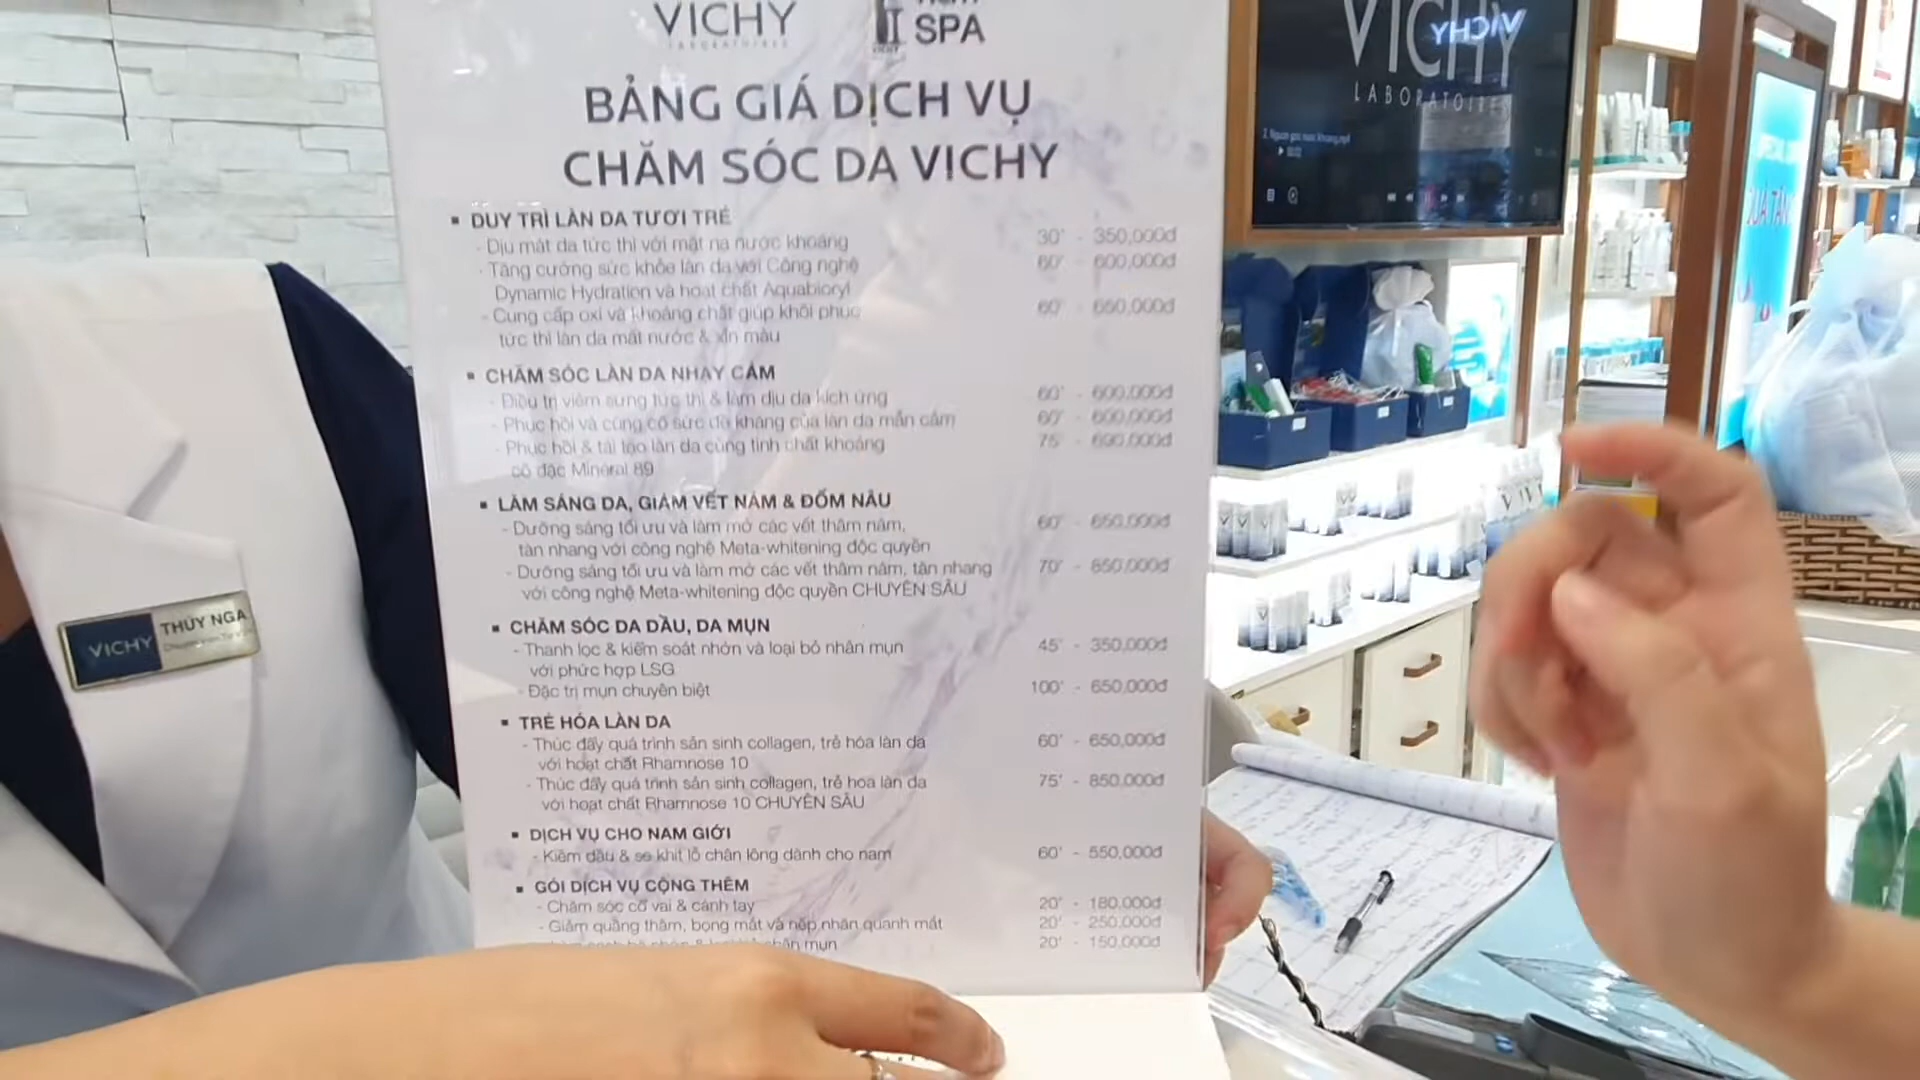 VICHY
LABORATOIRES
SPA
BẢNG GIÁ DỊCH VỤ
CHĂM SÓC DA VICHY
DUY TRÌ LÀN DA TƯƠI TRẺ
- Dịu mát da tức thì với mặt nạ nước khoáng 30' - 350,000đ
- Tăng cường sức khỏe làn da với Công nghệ 60' - 600,000đ
Dynamic Hydration và hoạt chất Aquabioryl
- Cung cấp oxi và khoáng chất giúp khôi phục 60' - 650,000đ
tức thì làn da mất nước & xỉn màu
CHĂM SÓC LÀN DA NHẠY CẢM
- Điều trị viêm sưng tức thì & làm dịu da kích ứng 60' - 600,000đ
- Phục hồi và củng cố sức đề kháng của làn da mẫn cảm 60' - 600,000đ
- Phục hồi & tái tạo làn da cùng tinh chất khoáng 75' - 690,000đ
cô đặc Mineral 89
LÀM SÁNG DA, GIẢM VẾT NÁM & ĐỐM NÂU
- Dưỡng sáng tối ưu và làm mờ các vết thâm nám, 60' - 650,000đ
tàn nhang với công nghệ Meta-whitening độc quyền
- Dưỡng sáng tối ưu và làm mờ các vết thâm nám, tàn nhang 70' - 850,000đ
với công nghệ Meta-whitening độc quyền CHUYÊN SÂU
CHĂM SÓC DA DẦU, DA MỤN
- Thanh lọc & kiểm soát nhờn và loại bỏ nhân mụn 45' - 350,000đ
với phức hợp LSG
- Đặc trị mụn chuyên biệt 100' - 650,000đ
TRẺ HÓA LÀN DA
- Thúc đẩy quá trình sản sinh collagen, trẻ hóa làn da 60' - 650,000đ
với hoạt chất Rhamnose 10
- Thúc đẩy quá trình sản sinh collagen, trẻ hóa làn da 75' - 850,000đ
với hoạt chất Rhamnose 10 CHUYÊN SÂU
DỊCH VỤ CHO NAM GIỚI
- Kiềm dầu & se khít lỗ chân lông dành cho nam 60' - 550,000đ
GÓI DỊCH VỤ CỘNG THÊM
- Chăm sóc cổ vai & cánh tay 20' - 180,000đ
- Giảm quầng thâm, bọng mắt và nếp nhăn quanh mắt 20' - 250,000đ
mụn 20' - 150,000đ
VICHY
THÚY NGA
VICHY
LABORATOIRES
VICHY